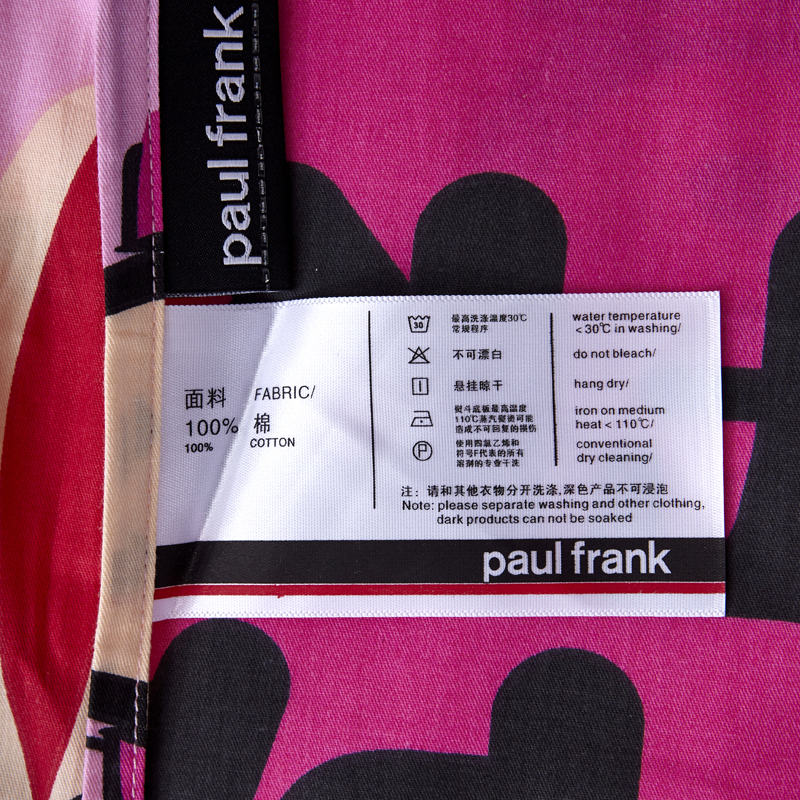 paul frank
面料 FABRIC/
100% 棉
100% COTTON
30
最高洗涤温度30℃
常规程序
water temperature
<30℃ in washing/
不可漂白
do not bleach/
悬挂晾干
hang dry/
熨斗底板最高温度
110℃蒸汽熨烫可能
造成不可回复的损伤
iron on medium
heat < 110℃/
P
使用四氯乙烯和
符号F代表的所有
溶剂的专业干洗
conventional
dry cleaning/
注: 请和其他衣物分开洗涤,深色产品不可浸泡
Note: please separate washing and other clothing,
dark products can not be soaked
paul frank